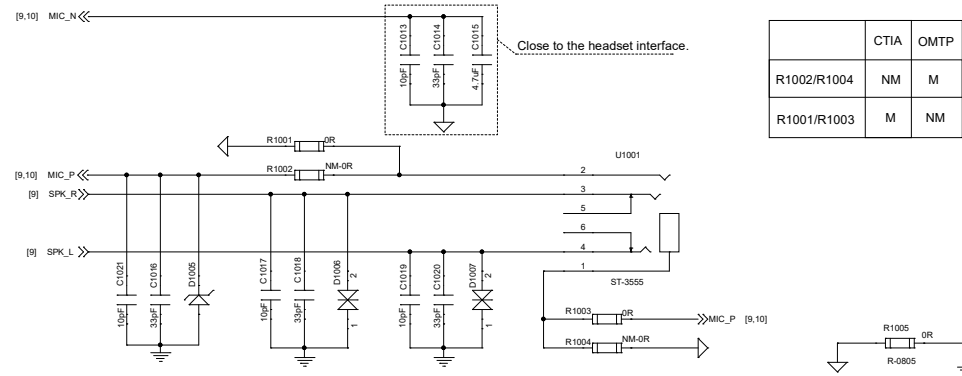 [9,10] MIC_N
C1013
C1014
C1015
10pF
33pF
4.7uF
Close to the headset interface.
CTIA OMTP
R1002/R1004 NM M
R1001/R1003 M NM
R1001 0R
R1002 NM-0R
U1001
[9,10] MIC_P
[9] SPK_R
[9] SPK_L
2
3
5
6
4
1
ST-3555
C1021
C1016
D1005
C1017
C1018
D1006
2
C1019
C1020
D1007
2
10pF
33pF
10pF
33pF
1
10pF
33pF
1
R1003 0R
MIC_P [9,10]
R1004 NM-0R
R1005 0R
R-0805